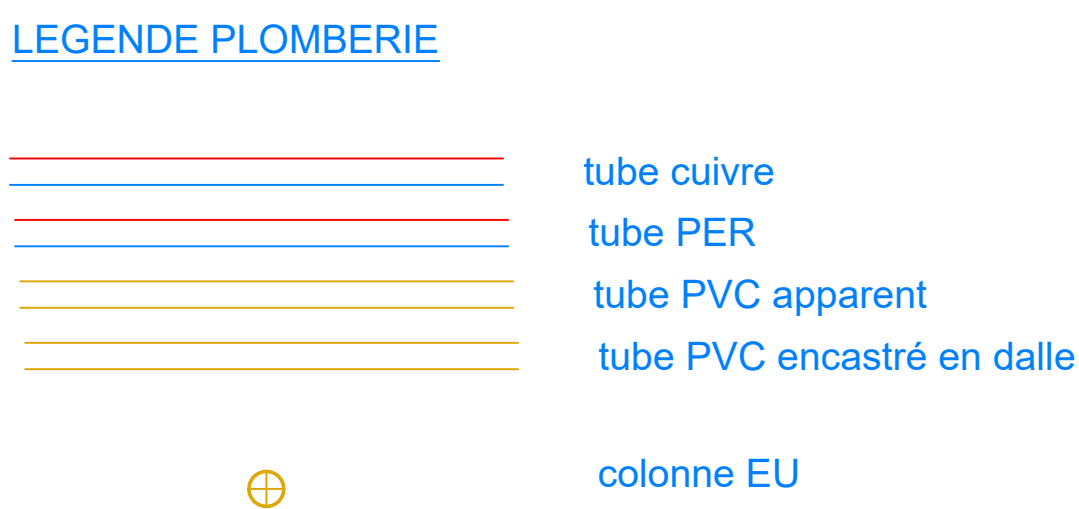 LEGENDE PLOMBERIE
tube cuivre
tube PER
tube PVC apparent
tube PVC encastré en dalle
colonne EU